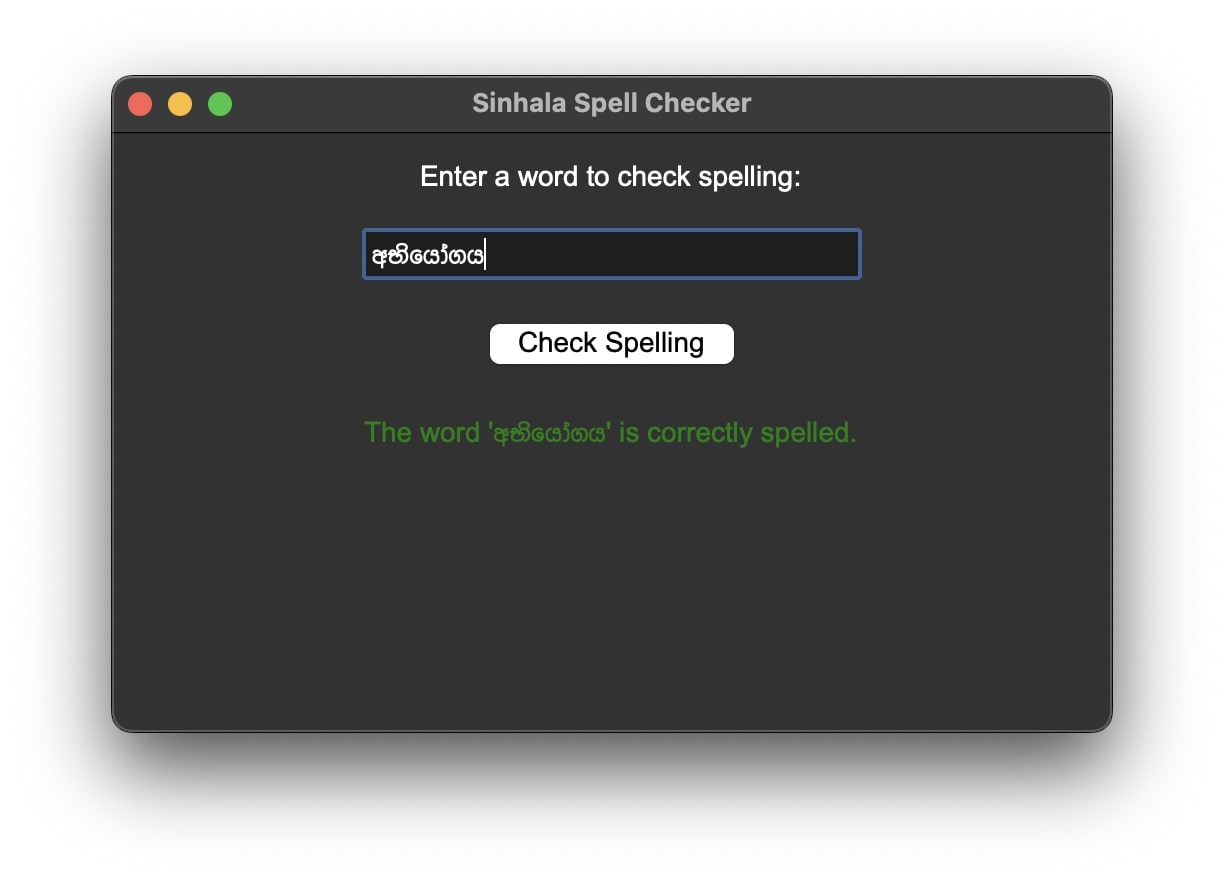 Sinhala Spell Checker
Enter a word to check spelling:
අභියෝගය
Check Spelling
The word 'අභියෝගය' is correctly spelled.